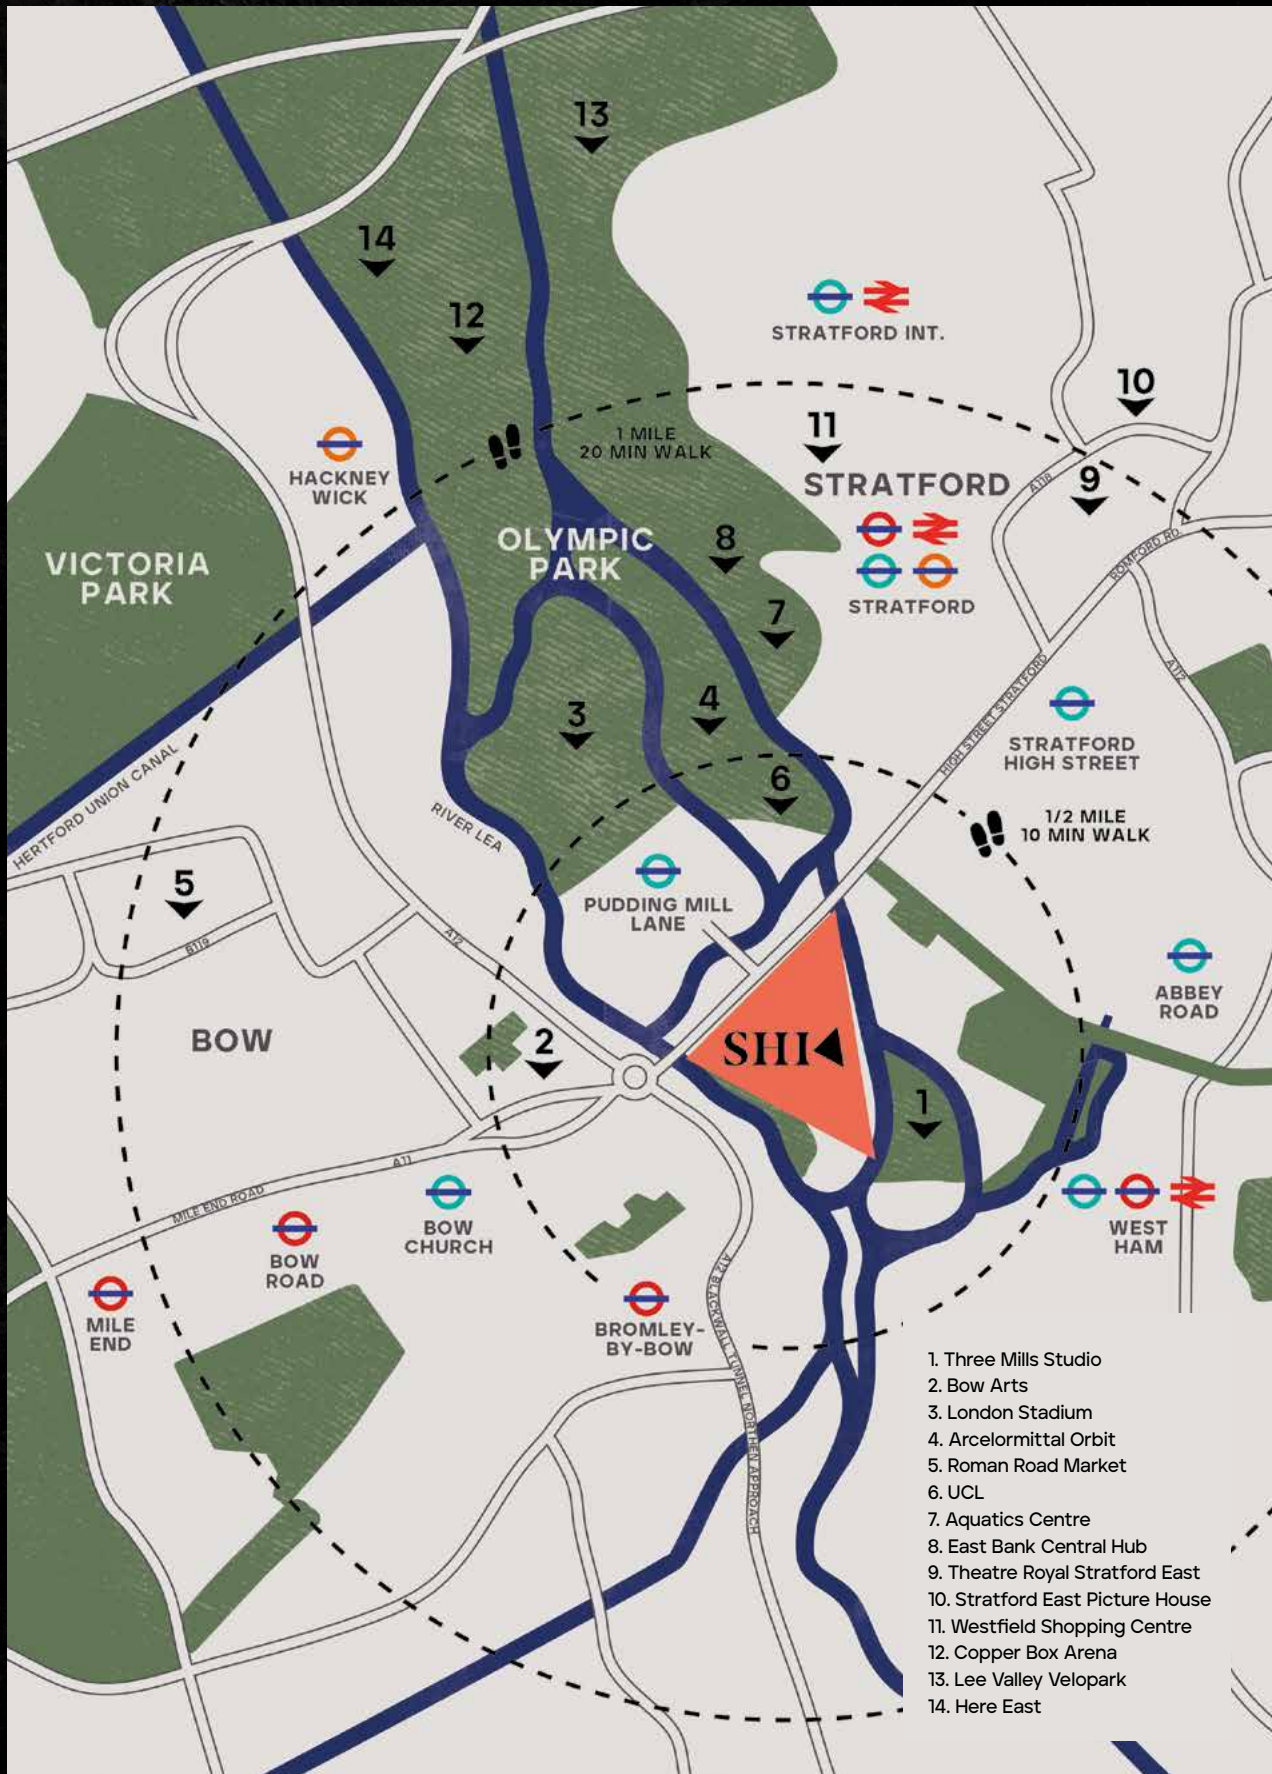 13
14
12
STRATFORD INT.
10
11
1 MILE
20 MIN WALK
HACKNEY
WICK
STRATFORD
A118
9
OLYMPIC
PARK
8
VICTORIA
PARK
ROMFORD RD
STRATFORD
7
A112
3
4
HIGH STREET STRATFORD
STRATFORD
HIGH STREET
6
HERTFORD UNION CANAL
RIVER LEA
1/2 MILE
10 MIN WALK
5
PUDDING MILL
LANE
B119
A12
ABBEY
ROAD
BOW
2
SHI
1
A11
MILE END ROAD
BOW
CHURCH
BOW
ROAD
WEST
HAM
MILE
END
BROMLEY-
BY-BOW
A12 BLACKWALL TUNNEL NORTHEN APPROACH
1. Three Mills Studio
2. Bow Arts
3. London Stadium
4. Arcelormittal Orbit
5. Roman Road Market
6. UCL
7. Aquatics Centre
8. East Bank Central Hub
9. Theatre Royal Stratford East
10. Stratford East Picture House
11. Westfield Shopping Centre
12. Copper Box Arena
13. Lee Valley Velopark
14. Here East